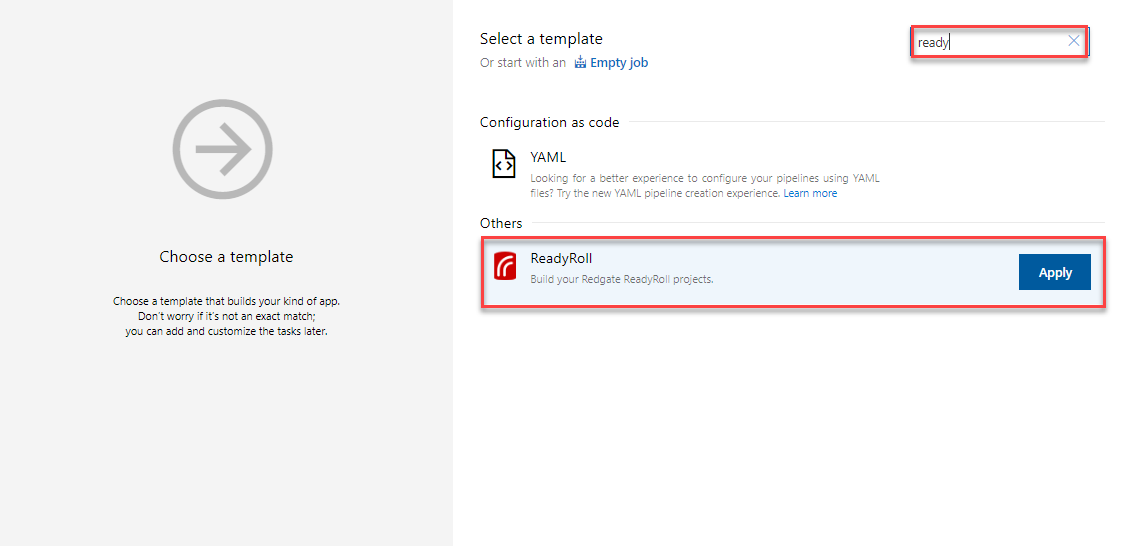 Select a template
ready
Or start with an Empty job
Configuration as code
YAML
Looking for a better experience to configure your pipelines using YAML
files? Try the new YAML pipeline creation experience. Learn more
Others
ReadyRoll
Build your Redgate ReadyRoll projects.
Apply
Choose a template
Choose a template that builds your kind of app.
Don't worry if it's not an exact match;
you can add and customize the tasks later.